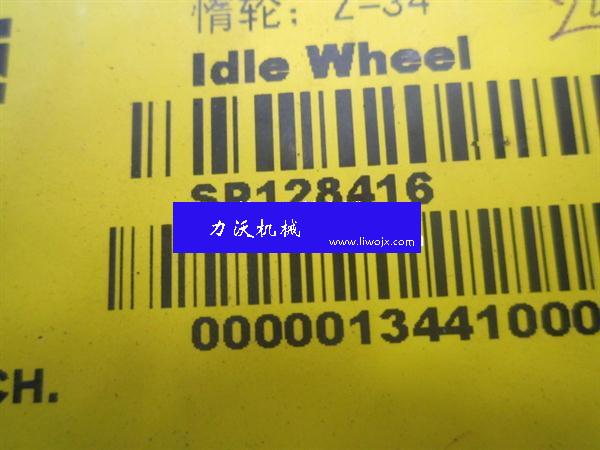 惰轮; Z-34
Idle Wheel
SP128416
力沃机械
www.liwojx.com
0000013441000
CH.